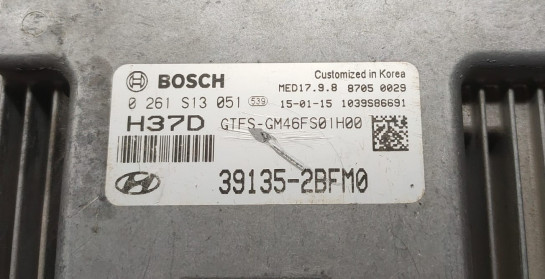 BOSCH
Customized in Korea
MED17.9.8 8705 0029
0 261 S13 051 539 15-01-15 1039S86691
H37D GTFS-GM46FS01H00
39135-2BFM0